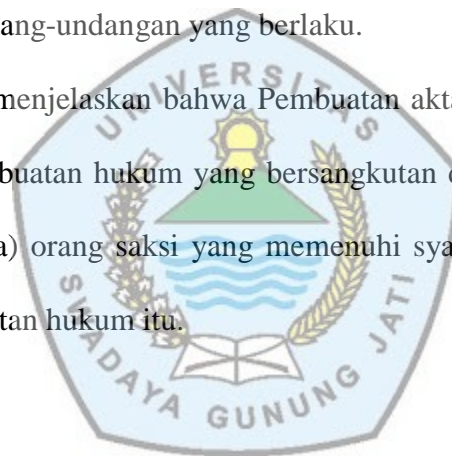 ang-undangan yang berlaku.
menjelaskan bahwa Pembuatan akta
buatan hukum yang bersangkutan
a) orang saksi yang memenuhi sya
tan hukum itu.
UNIVERSITAS
SWADAYA GUNUNG JATI